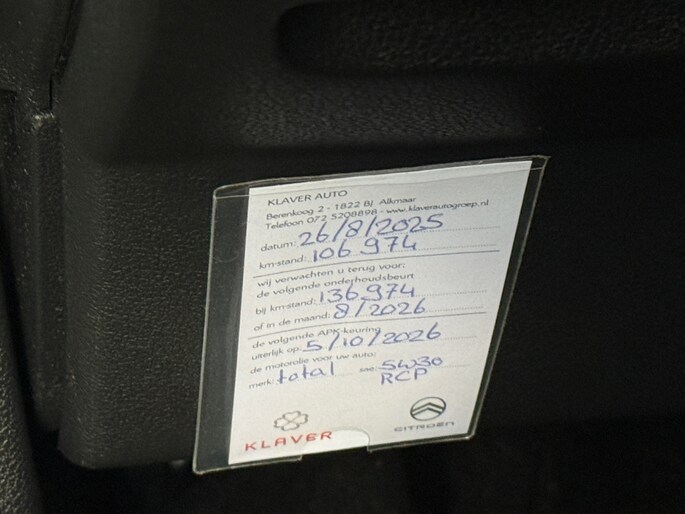 KLAVER AUTO
Berenkoog 2 - 1822 BJ Alkmaar
Telefoon 072 5208898 - www.klaverautogroep.nl
datum: 26/8/2025
km-stand: 106 974
wij verwachten u terug voor:
de volgende onderhoudsbeurt
bij km-stand: 136 974
of in de maand: 8/2026
de volgende APK-keuring
uiterlijk op: 5/10/2026
de motorolie voor uw auto:
merk: total sae: 5W30
RCP
KLAVER CITROËN